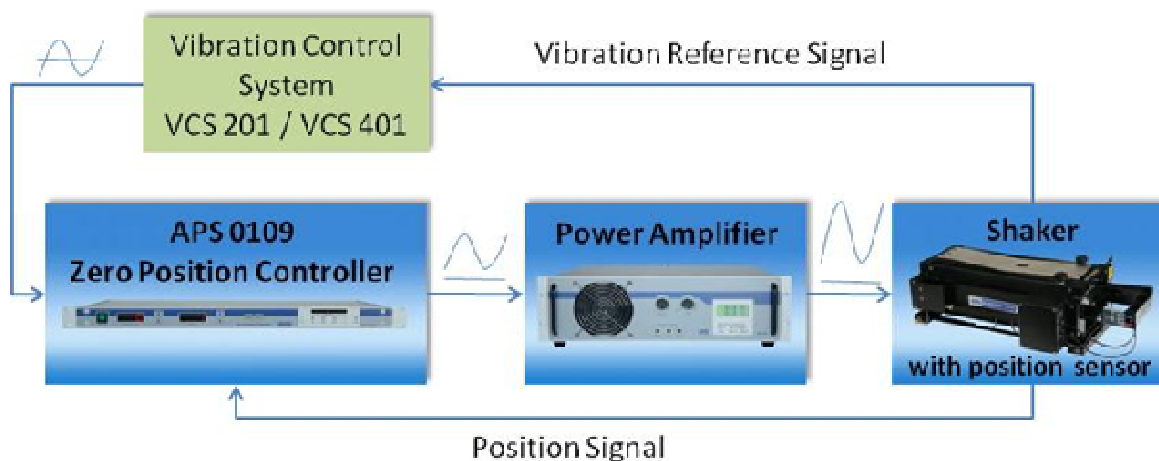 Vibration Control
System
VCS 201 / VCS 401
Vibration Reference Signal
APS 0109
Zero Position Controller
Power Amplifier
Shaker
with position sensor
Position Signal